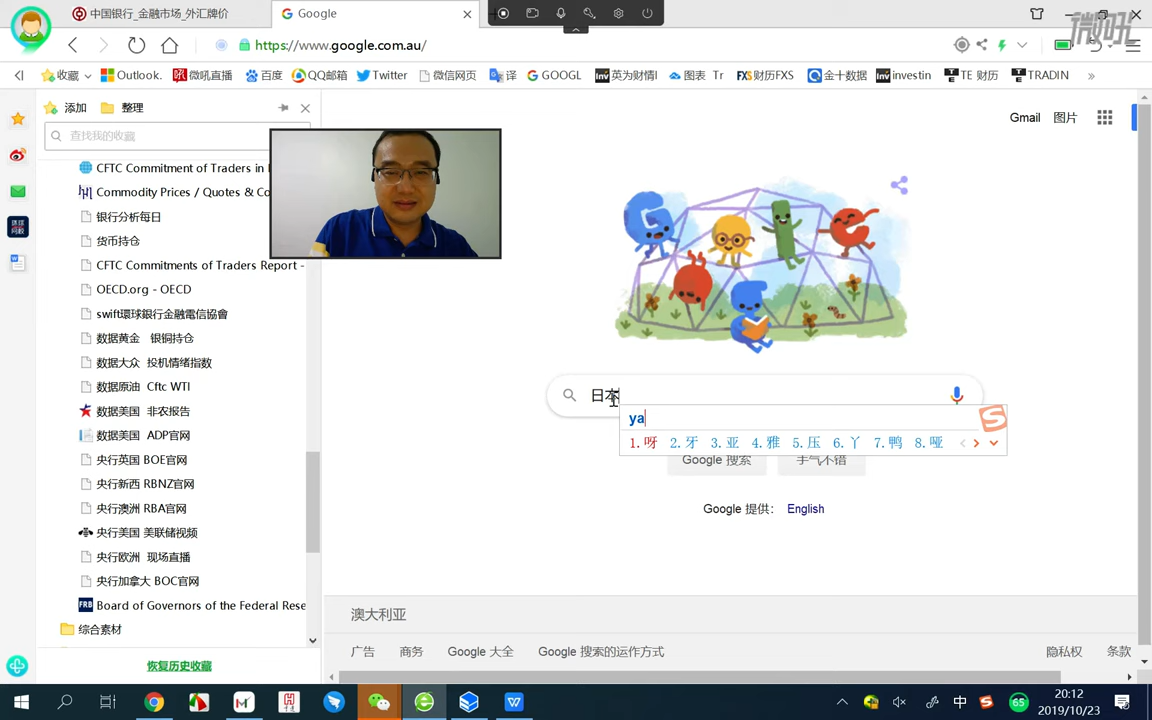 中国银行_金融市场_外汇牌价
Google
微吼
https://www.google.com.au/
收藏
Outlook.
微吼直播
百度
QQ邮箱
Twitter
微信网页
译
GOOGL
英为财情I
图表 Tr
财历FXS
金十数据
investin
TE 财历
TRADIN
添加
整理
查找我的收藏
CFTC Commitment of Traders in
Commodity Prices / Quotes & Co
银行分析每日
货币持仓
CFTC Commitments of Traders Report -
OECD.org - OECD
swift環球銀行金融電信協會
数据黄金 银铜持仓
数据大众 投机情绪指数
数据原油 Cftc WTI
数据美国 非农报告
数据美国 ADP官网
央行英国 BOE官网
央行新西 RBNZ官网
央行澳洲 RBA官网
央行美国 美联储视频
央行欧洲 现场直播
央行加拿大 BOC官网
Board of Governors of the Federal Rese
综合素材
恢复历史收藏
Gmail
图片
日本
ya
1.呀 2.牙 3.亚 4.雅 5.压 6.丫 7.鸭 8.哑
Google 搜索
手气不错
Google 提供： English
澳大利亚
广告
商务
Google 大全
Google 搜索的运作方式
隐私权
条款
中
65
20:12
2019/10/23